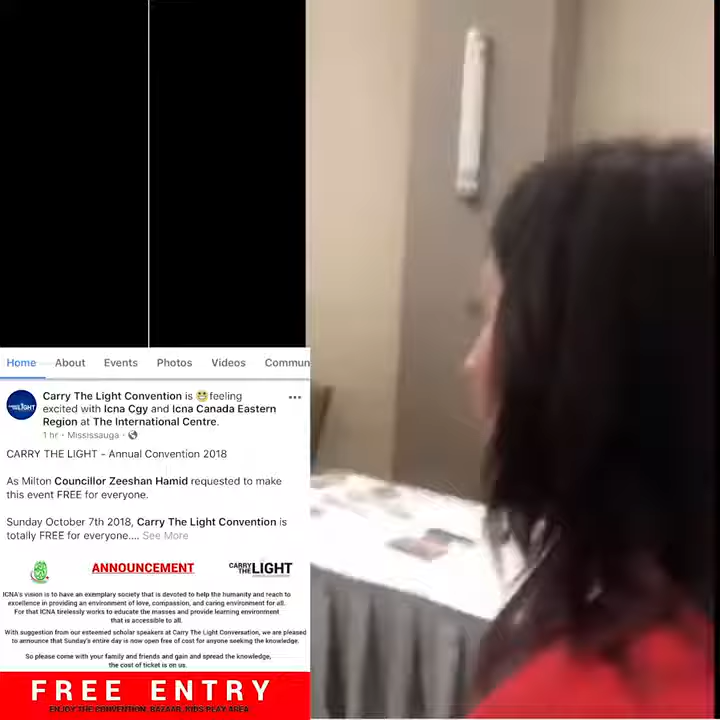 Home About Events Photos Videos Commun
Carry The Light Convention is 😀 feeling
excited with Icna Cgy and Icna Canada Eastern
Region at The International Centre.
1 hr · Mississauga ·
CARRY THE LIGHT - Annual Convention 2018
As Milton Councillor Zeeshan Hamid requested to make
this event FREE for everyone.
Sunday October 7th 2018, Carry The Light Convention is
totally FREE for everyone.... See More
ANNOUNCEMENT
CARRY
THE LIGHT
ICNA's vision is to have an exemplary society that is devoted to help the humanity and reach to
excellence in providing an environment of love, compassion, and caring environment for all.
For that ICNA tirelessly works to educate the masses and provide learning environment
that is accessible to all.
With suggestion from our esteemed scholar speakers at Carry The Light Conversation, we are pleased
to announce that Sunday's entire day is now open free of cost for anyone seeking the knowledge.
So please come with your family and friends and gain and spread the knowledge,
the cost of ticket is on us.
FREE ENTRY
ENJOY THE CONVENTION, BAZAAR, KIDS PLAY AREA